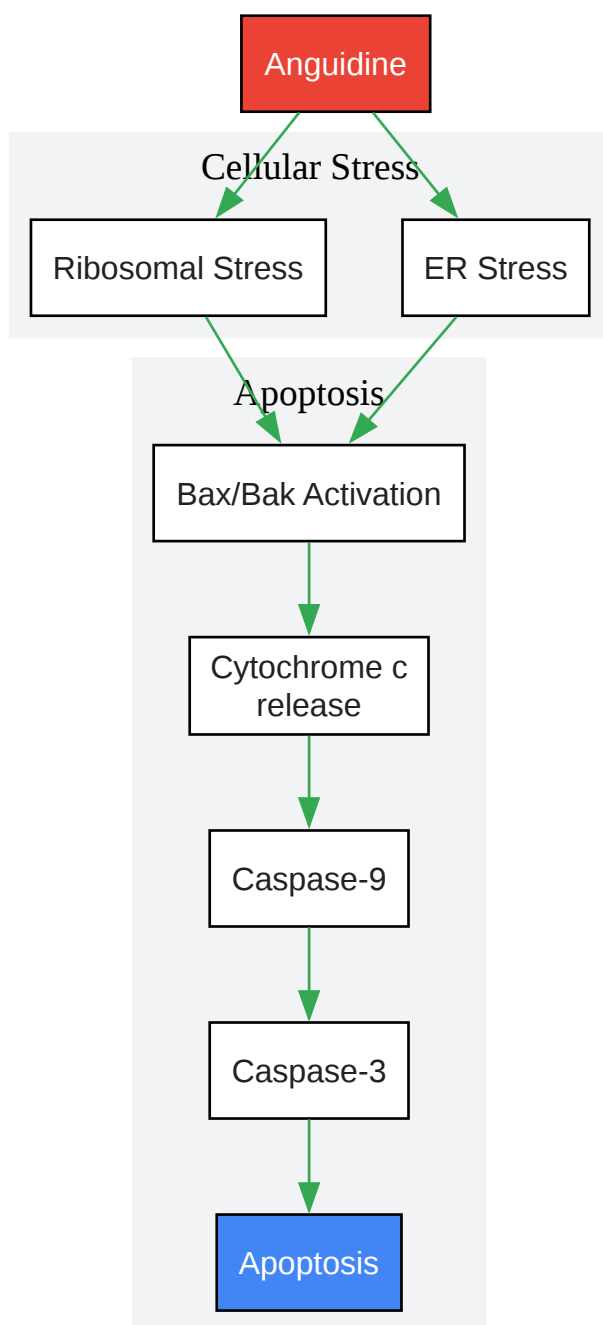 Anguidine
Cellular Stress
Ribosomal Stress
ER Stress
Apoptosis
Bax/Bak Activation
Cytochrome c
release
Caspase-9
Caspase-3
Apoptosis